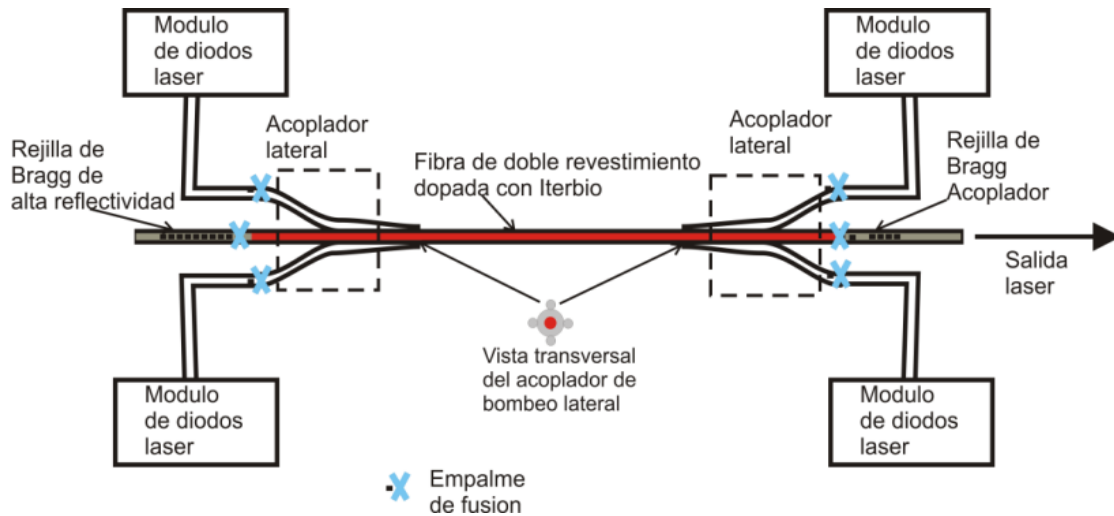 Modulo
de diodos
laser
Modulo
de diodos
laser
Rejilla de
Bragg de
alta reflectividad
Acoplador
lateral
Fibra de doble revestimiento
dopada con Iterbio
Acoplador
lateral
Rejilla de
Bragg
Acoplador
Salida
laser
Vista transversal
del acoplador de
bombeo lateral
Modulo
de diodos
laser
Modulo
de diodos
laser
Empalme
de fusion